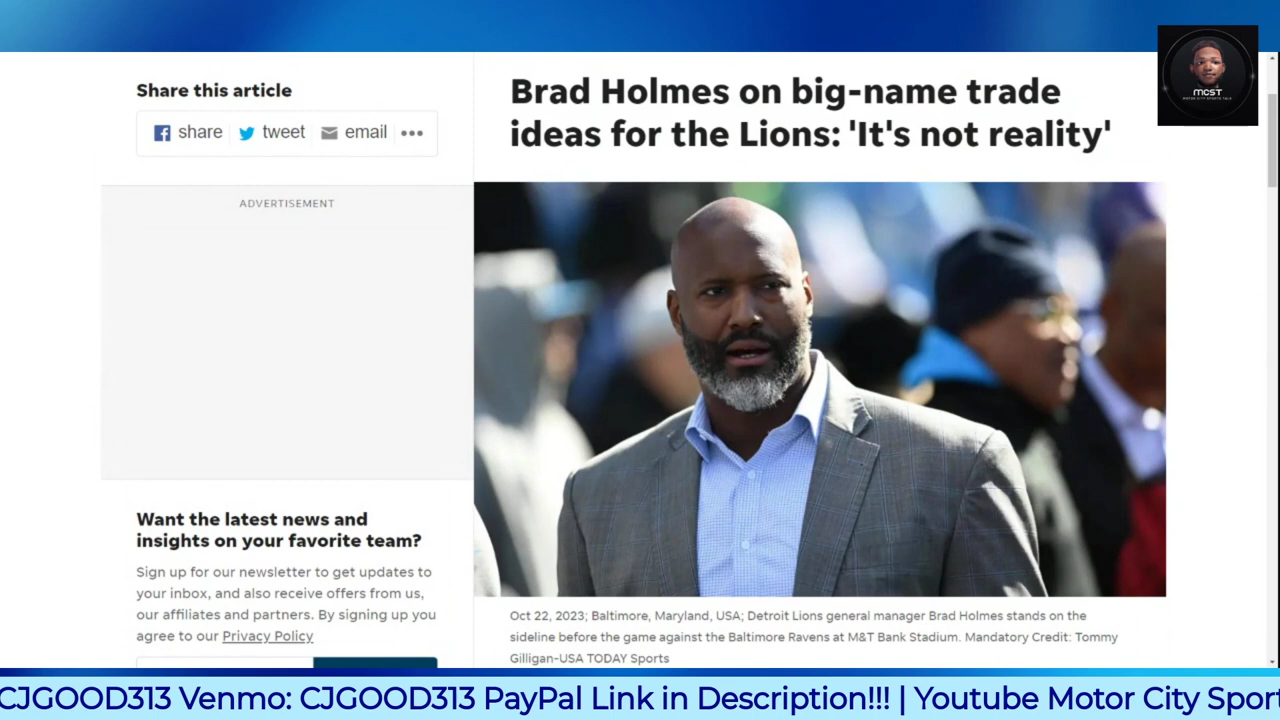 MCST
MOTOR CITY SPORTS TALK
Share this article
share
tweet
email
ADVERTISEMENT
Want the latest news and
insights on your favorite team?
Sign up for our newsletter to get updates to
your inbox, and also receive offers from us,
our affiliates and partners. By signing up you
agree to our Privacy Policy
Brad Holmes on big-name trade
ideas for the Lions: 'It's not reality'
Oct 22, 2023; Baltimore, Maryland, USA; Detroit Lions general manager Brad Holmes stands on the
sideline before the game against the Baltimore Ravens at M&T Bank Stadium. Mandatory Credit: Tommy
Gilligan-USA TODAY Sports
CJGOOD313 Venmo: CJGOOD313 PayPal Link in Description!!! | Youtube Motor City Spor